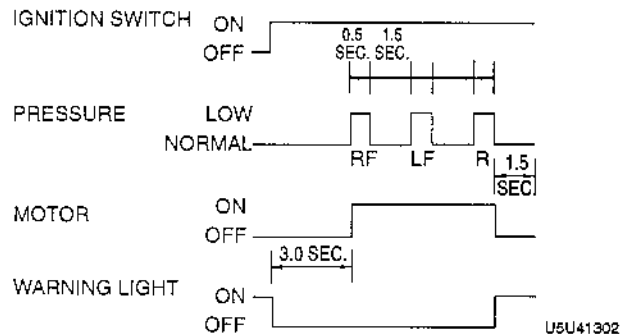 IGNITION SWITCH ON
OFF
0.5 1.5
SEC. SEC.
PRESSURE LOW
NORMAL
RF LF R 1.5
SEC.
MOTOR ON
OFF
3.0 SEC.
WARNING LIGHT ON
OFF
U5U41302